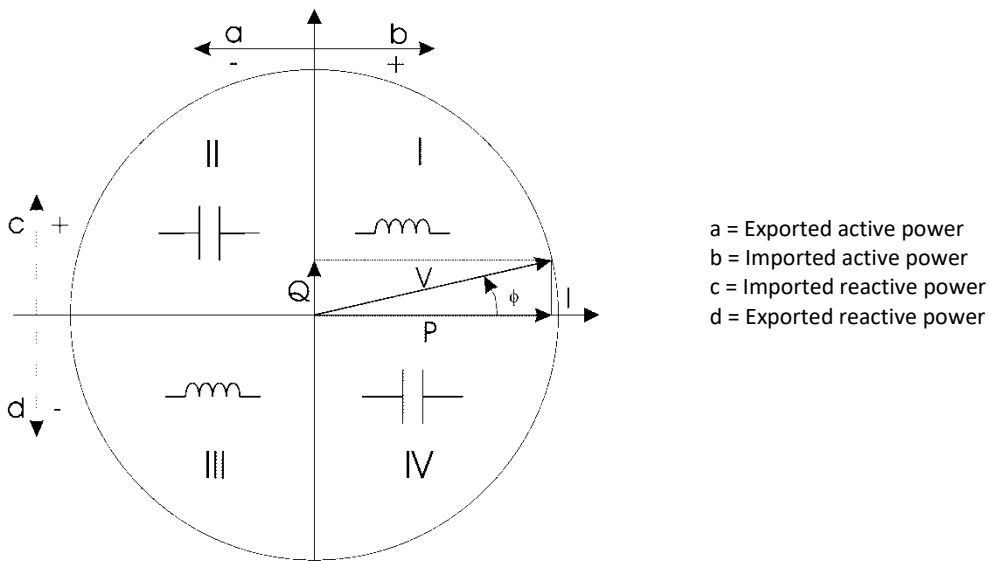 a b
- +
II I
c +
V
Q ϕ I
P
d -
III IV
a = Exported active power
b = Imported active power
c = Imported reactive power
d = Exported reactive power